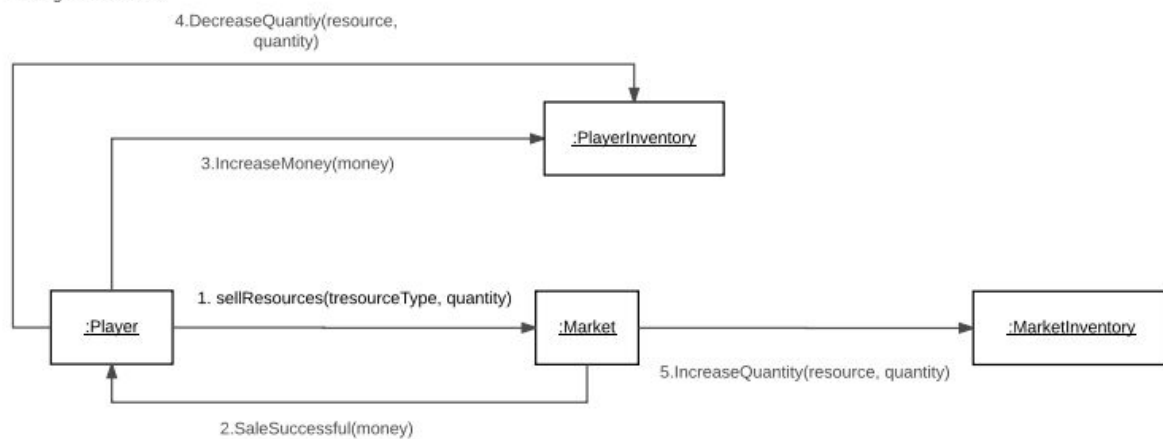 4.DecreaseQuantiy(resource,
quantity)
:PlayerInventory
3.IncreaseMoney(money)
1. sellResources(tresourceType, quantity)
:Player
:Market
:MarketInventory
5.IncreaseQuantity(resource, quantity)
2.SaleSuccessful(money)